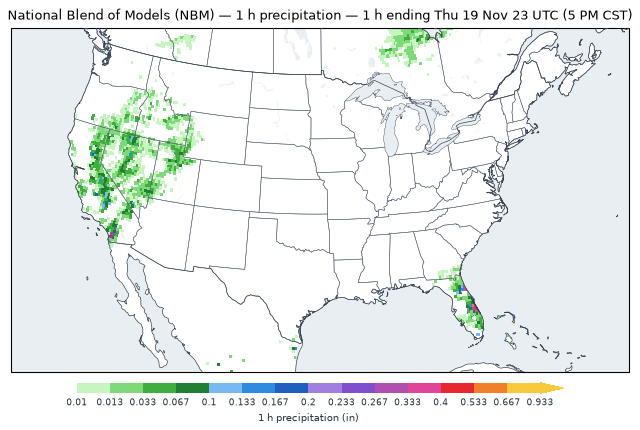 National Blend of Models (NBM) — 1 h precipitation — 1 h ending Thu 19 Nov 23 UTC (5 PM CST)
0.01 0.013 0.033 0.067 0.1 0.133 0.167 0.2 0.233 0.267 0.333 0.4 0.533 0.667 0.933
1 h precipitation (in)